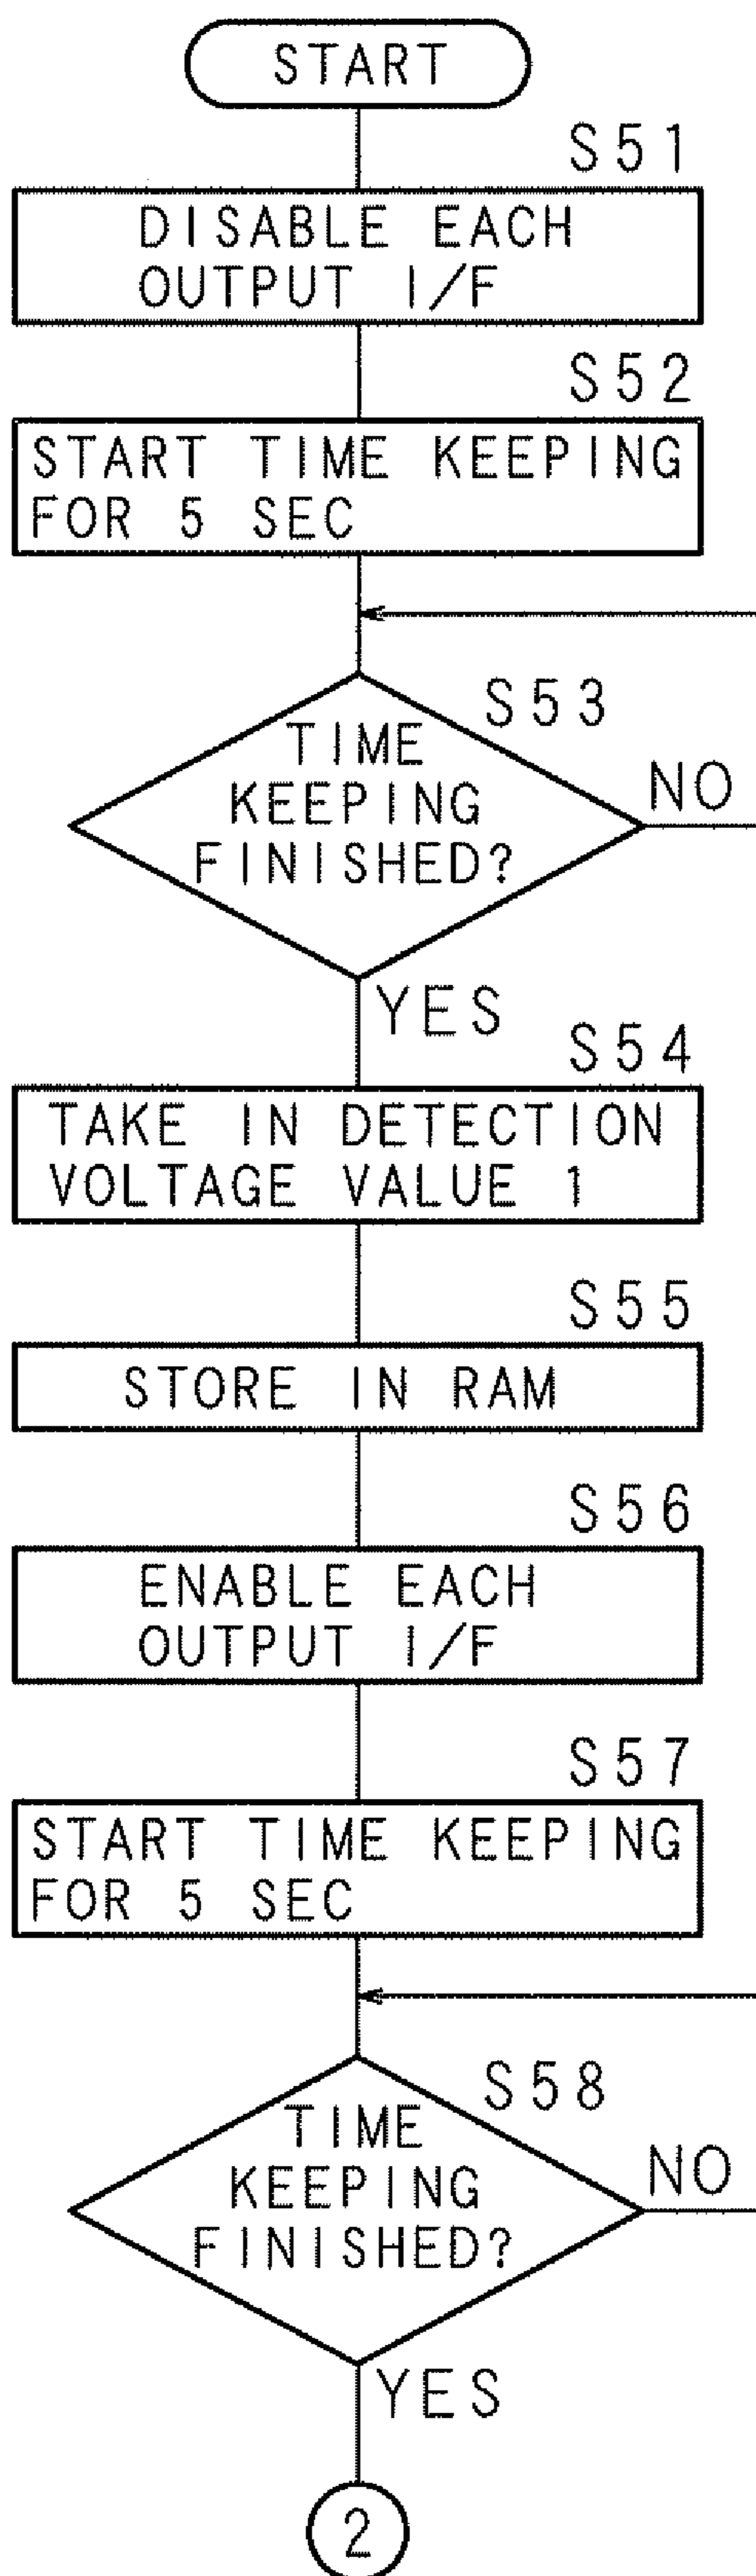 START
S51
DISABLE EACH
OUTPUT I/F
S52
START TIME KEEPING
FOR 5 SEC
S53
TIME
KEEPING
FINISHED?
NO
YES
S54
TAKE IN DETECTION
VOLTAGE VALUE 1
S55
STORE IN RAM
S56
ENABLE EACH
OUTPUT I/F
S57
START TIME KEEPING
FOR 5 SEC
S58
TIME
KEEPING
FINISHED?
NO
YES
2